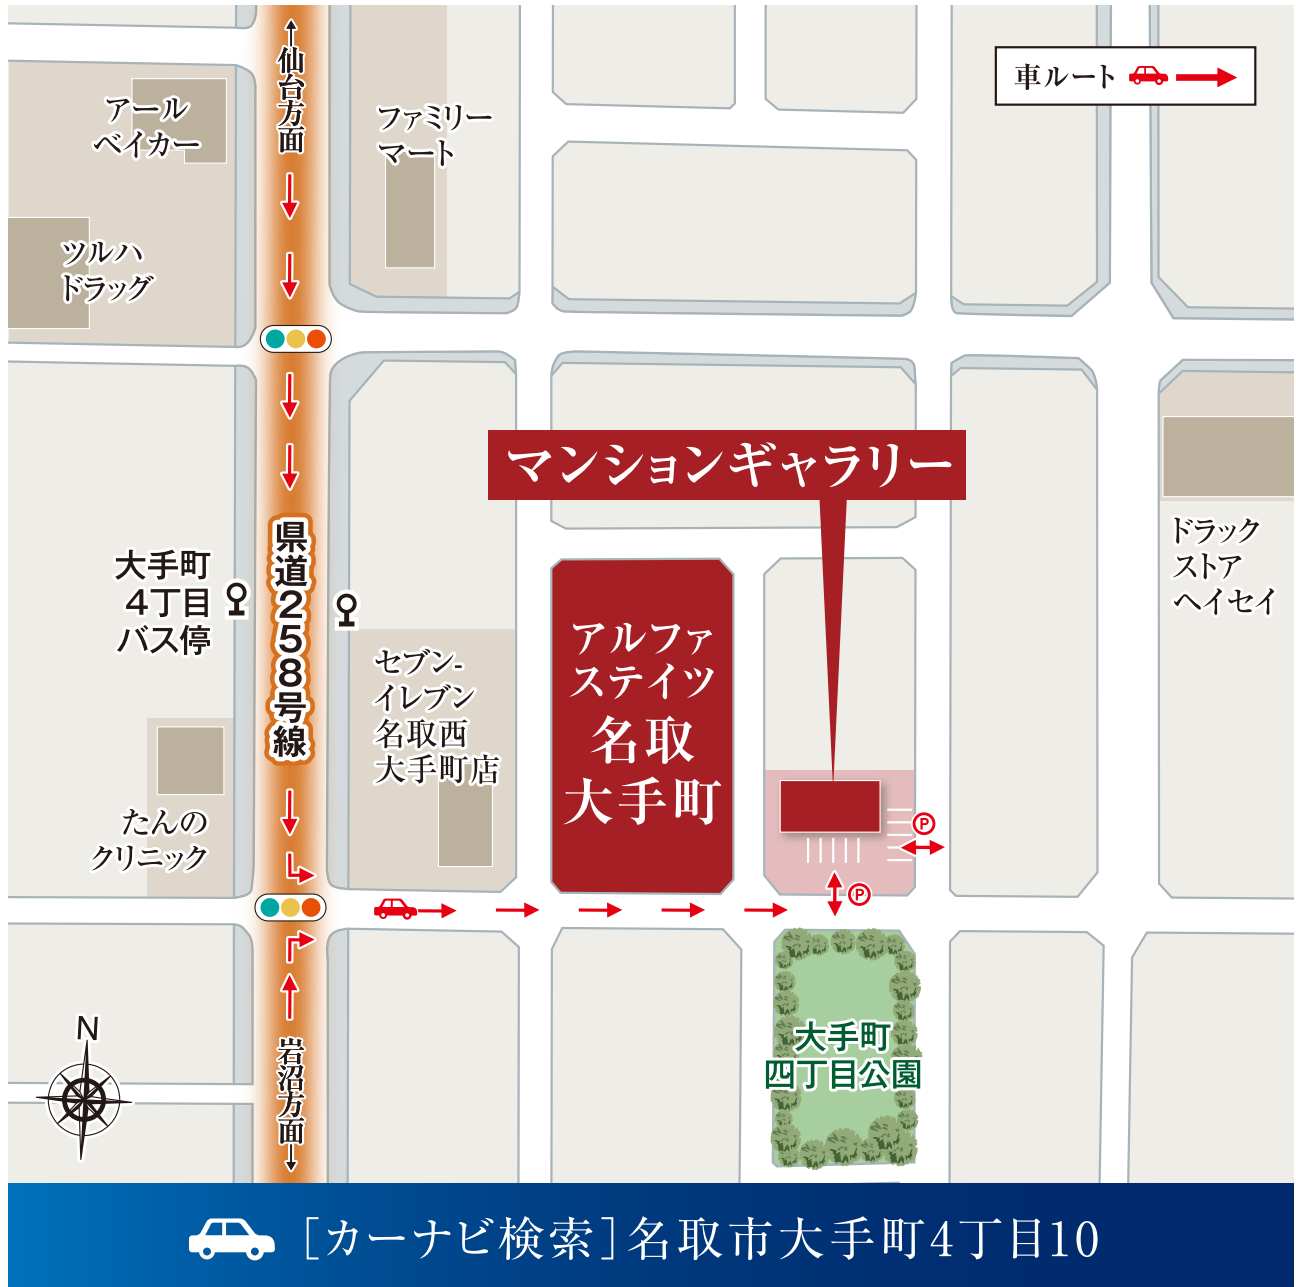 仙台方面
車ルート
アール
ベイカー
ファミリー
マート
ツルハ
ドラッグ
マンションギャラリー
県道258号線
大手町
4丁目
バス停
ドラック
ストア
ヘイセイ
セブン-
イレブン
名取西
大手町店
アルファ
ステイツ
名取
大手町
たんの
クリニック
P
P
大手町
四丁目公園
N
岩沼方面
［カーナビ検索］名取市大手町4丁目10